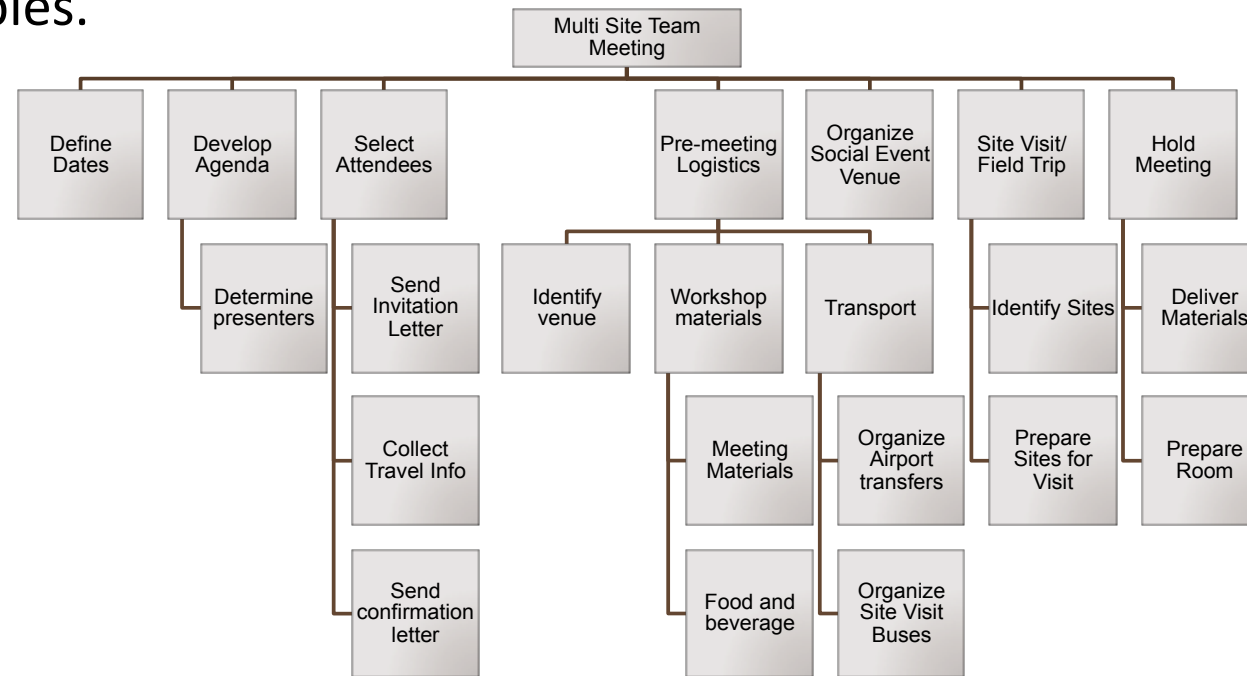 Multi Site Team
Meeting
Define
Dates
Develop
Agenda
Select
Attendees
Pre-meeting
Logistics
Organize
Social Event
Venue
Site Visit/
Field Trip
Hold
Meeting
Determine
presenters
Send
Invitation
Letter
Identify
venue
Workshop
materials
Transport
Identify Sites
Deliver
Materials
Collect
Travel Info
Meeting
Materials
Organize
Airport
transfers
Prepare
Sites for
Visit
Prepare
Room
Send
confirmation
letter
Food and
beverage
Organize
Site Visit
Buses